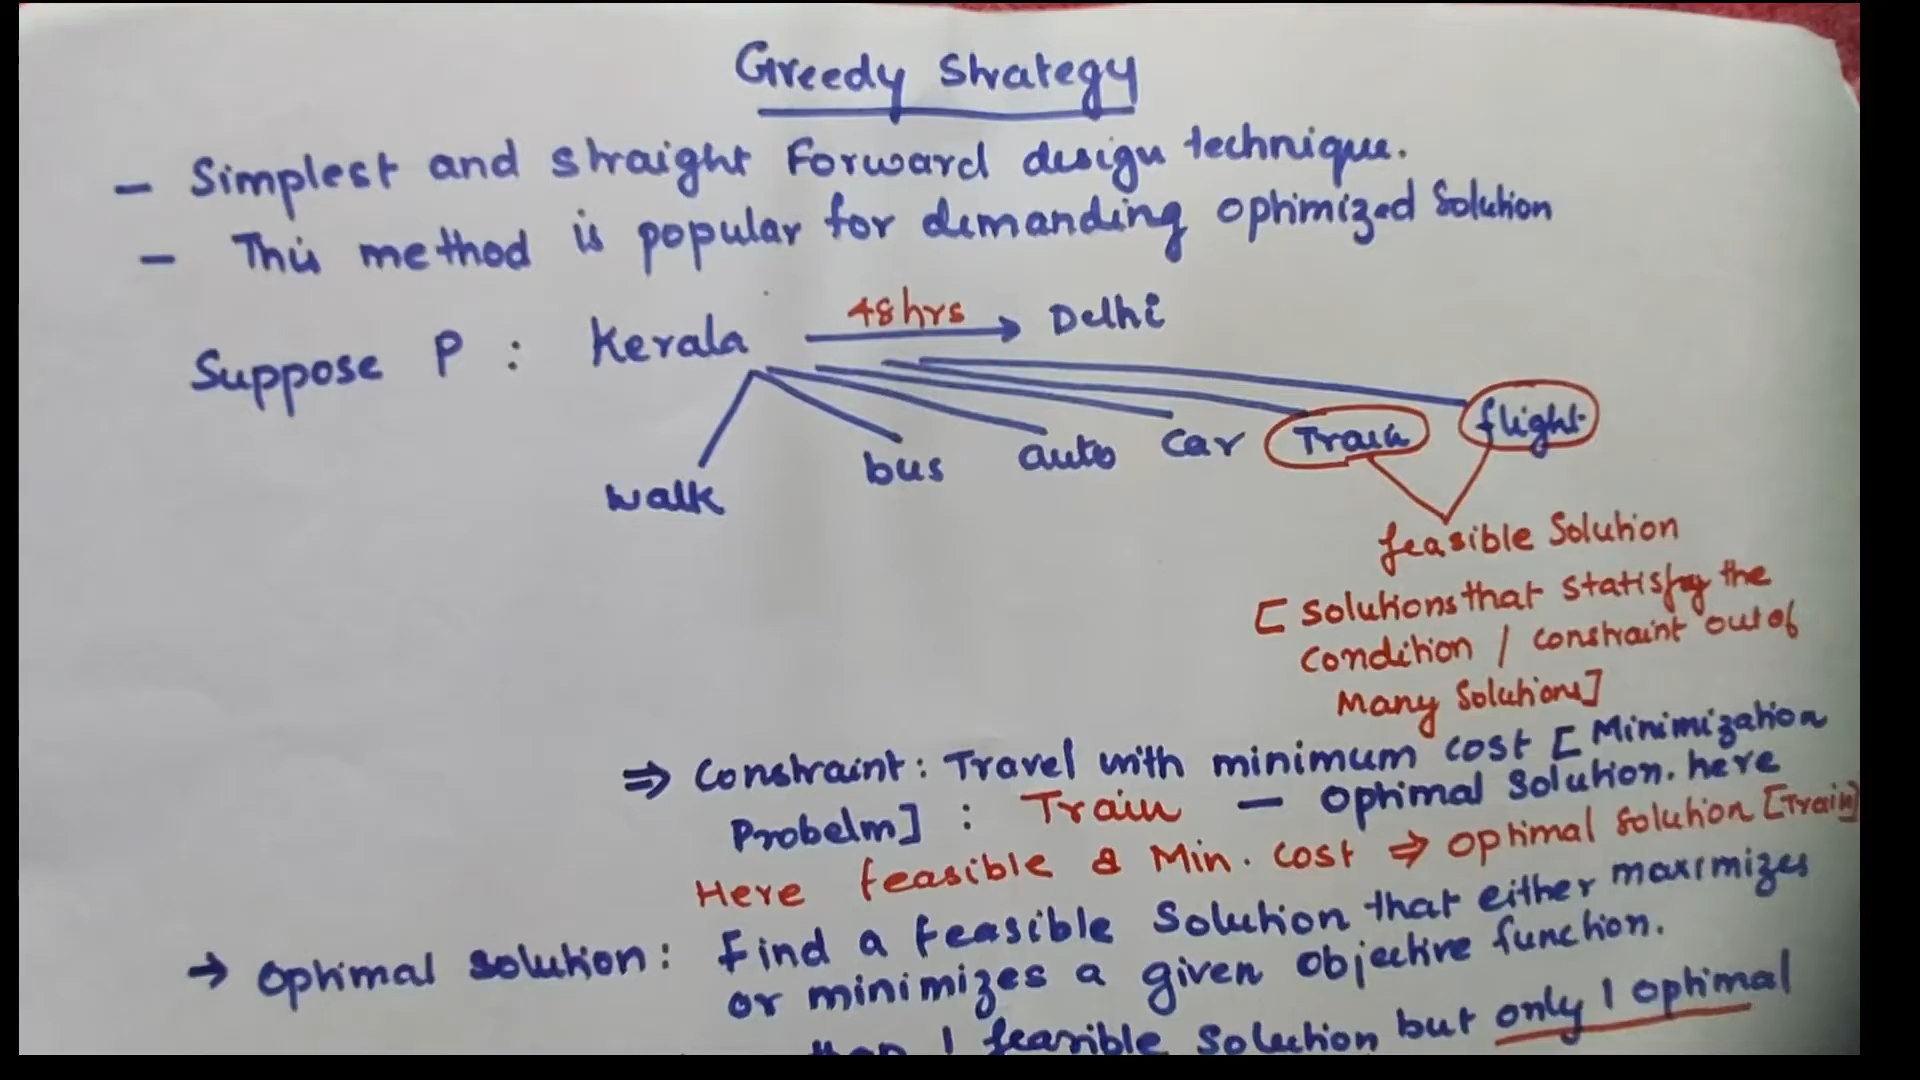 Greedy Strategy
- Simplest and straight Forward design technique.
- This method is popular for demanding optimized Solution
Suppose P : Kerala 48hrs → Delhi
walk bus auto car Train flight
feasible Solution
[ Solutions that statisfy the
condition / constraint out of
Many Solutions]
⇒ Constraint: Travel with minimum cost [ Minimization
Probelm] : Train - optimal solution. here
Here feasible & Min. cost ⇒ optimal solution [Train]
→ optimal solution: Find a feasible Solution that either maximizes
or minimizes a given objective function.
than 1 feasible solution but only 1 optimal